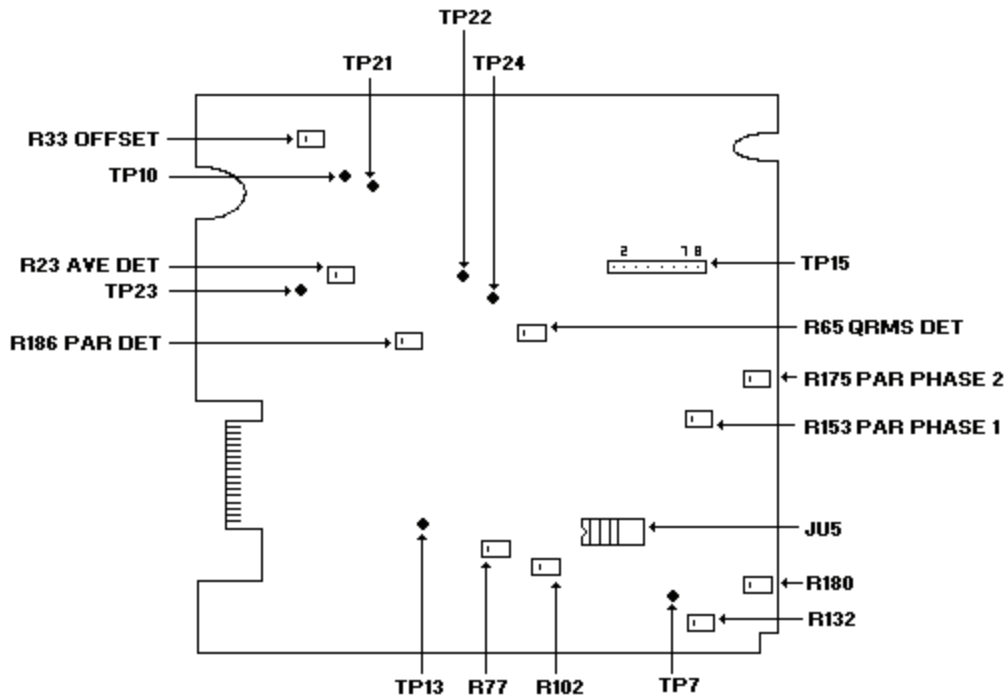 TP22
TP21
TP24
R33 OFFSET
TP10
2 7 8
R23 AVE DET
TP15
TP23
R65 QRMS DET
R186 PAR DET
R175 PAR PHASE 2
R153 PAR PHASE 1
JU5
R180
R132
TP13 R77 R102 TP7